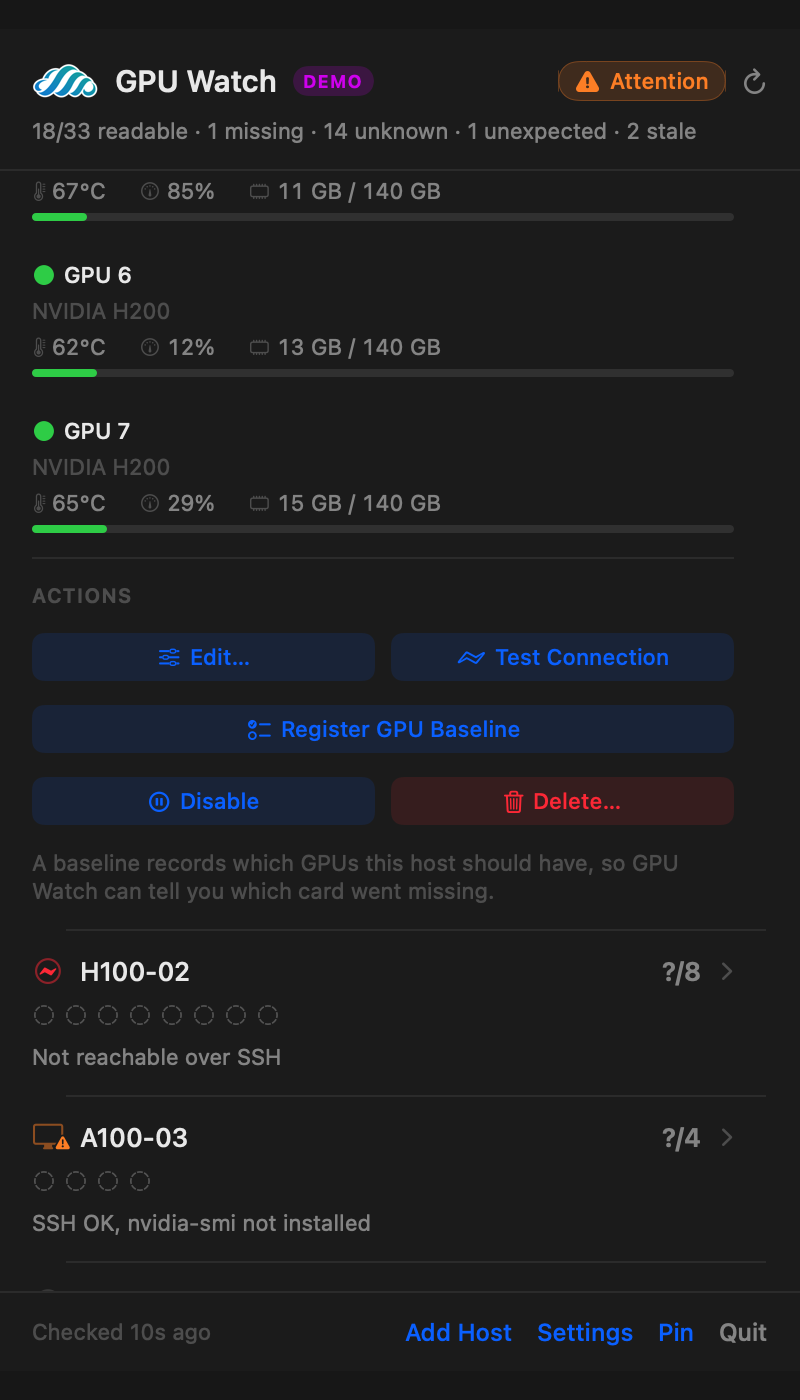 GPU Watch DEMO Attention
18/33 readable · 1 missing · 14 unknown · 1 unexpected · 2 stale
67°C 85% 11 GB / 140 GB
GPU 6
NVIDIA H200
62°C 12% 13 GB / 140 GB
GPU 7
NVIDIA H200
65°C 29% 15 GB / 140 GB
ACTIONS
Edit... Test Connection
Register GPU Baseline
Disable Delete...
A baseline records which GPUs this host should have, so GPU
Watch can tell you which card went missing.
H100-02 ?/8
Not reachable over SSH
A100-03 ?/4
SSH OK, nvidia-smi not installed
Checked 10s ago Add Host Settings Pin Quit